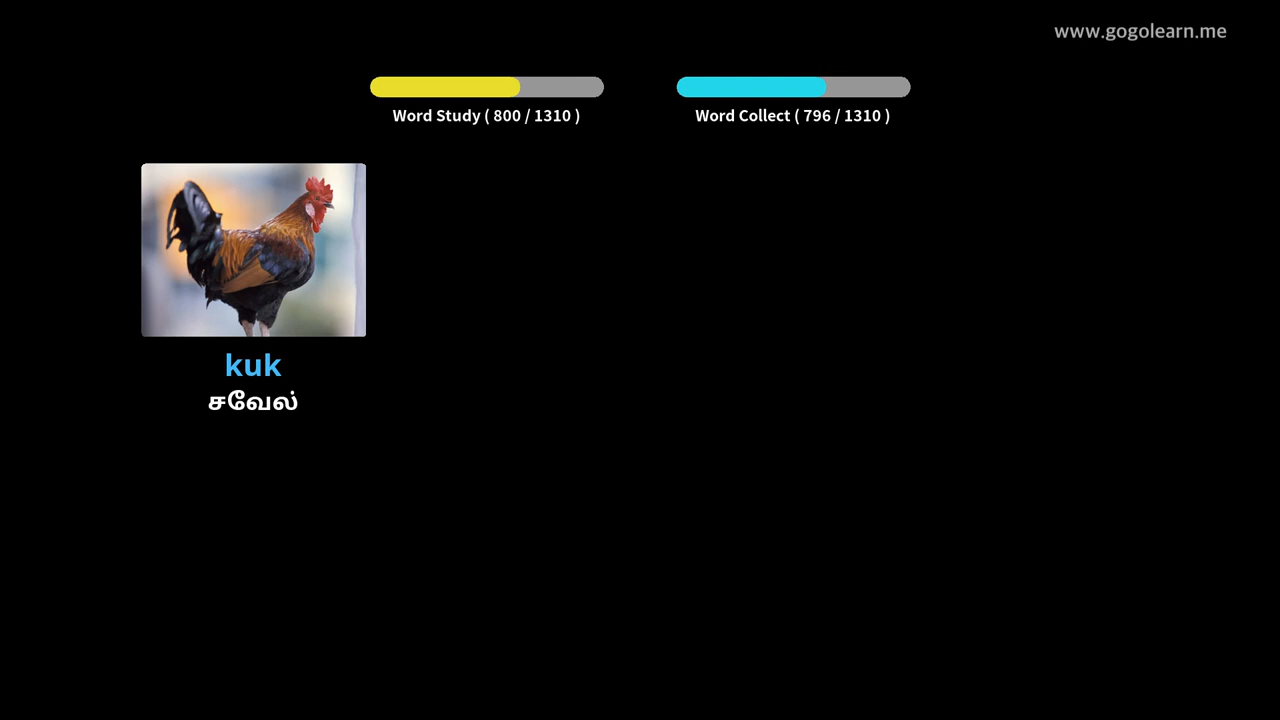 www.gogolearn.me
Word Study ( 800 / 1310 )
Word Collect ( 796 / 1310 )
kuk
சேவல்